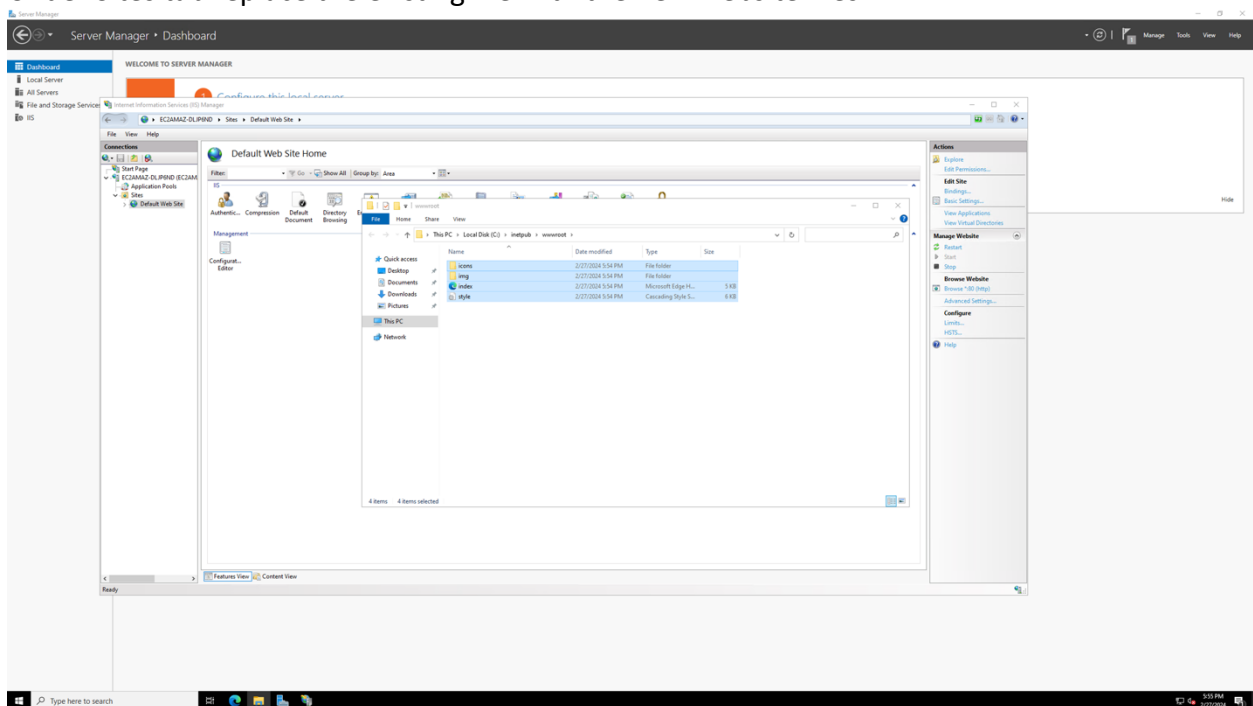 Server Manager
Server Manager • Dashboard
Manage Tools View Help
Dashboard
Local Server
All Servers
File and Storage Services
IIS
WELCOME TO SERVER MANAGER
1 Configure this local server
Hide
Internet Information Services (IIS) Manager
Sites Default Web Site
File View Help
Connections
Start Page
Application Pools
Sites
Default Web Site
Default Web Site Home
Filter: Go Show All Group by: Area
IIS
Authentic... Compression Default Document Directory Browsing
Management
Configurat... Editor
wwwroot
File Home Share View
This PC Local Disk (C:) inetpub wwwroot
Quick access
Desktop
Documents
Downloads
Pictures
This PC
Network
Name Date modified Type Size
icons 2/27/2024 5:54 PM File folder
img 2/27/2024 5:54 PM File folder
index 2/27/2024 5:54 PM Microsoft Edge H... 5 KB
style 2/27/2024 5:54 PM Cascading Style S... 6 KB
4 items 4 items selected
Actions
Explore
Edit Permissions...
Edit Site
Bindings...
Basic Settings...
View Applications
View Virtual Directories
Manage Website
Restart
Start
Stop
Browse Website
Browse *:80 (http)
Advanced Settings...
Configure
Limits...
HSTS...
Help
Features View Content View
Ready
Type here to search
5:55 PM
2/27/2024